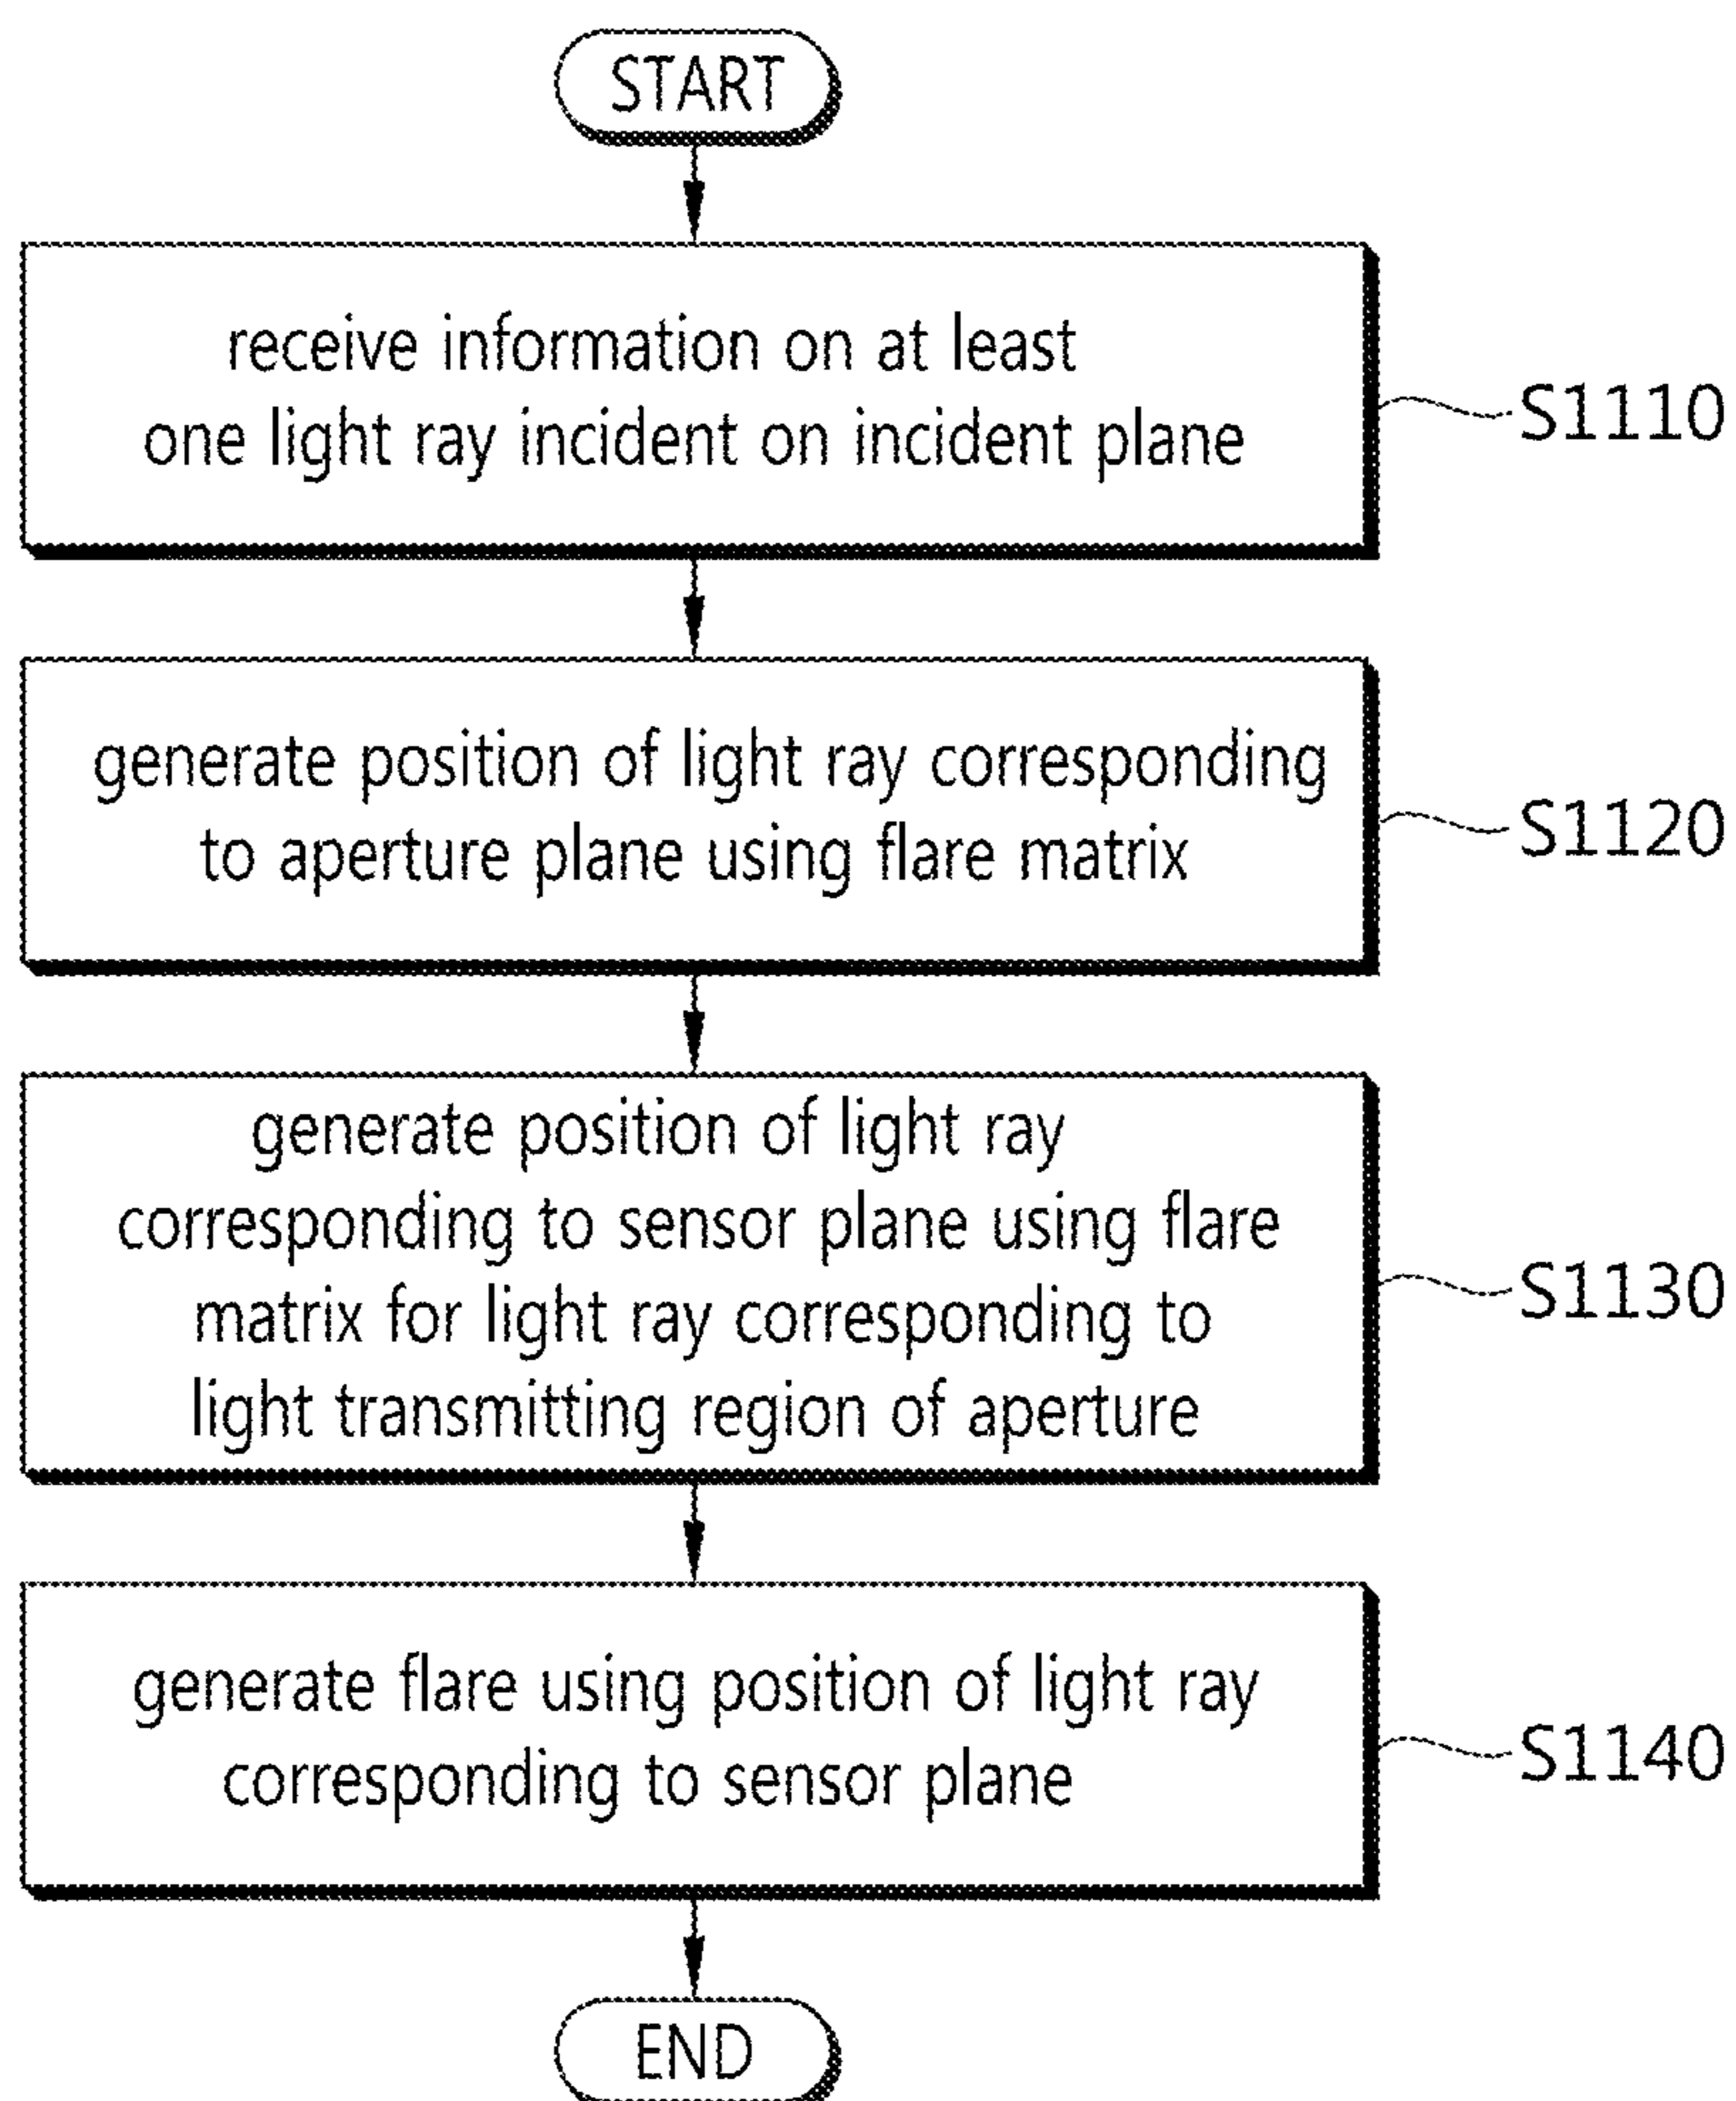 START
receive information on at least
one light ray incident on incident plane
S1110
generate position of light ray corresponding
to aperture plane using flare matrix
S1120
generate position of light ray
corresponding to sensor plane using flare
matrix for light ray corresponding to
light transmitting region of aperture
S1130
generate flare using position of light ray
corresponding to sensor plane
S1140
END